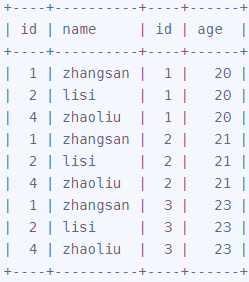 +----+----------+----+------+
| id | name     | id | age  |
+----+----------+----+------+
|  1 | zhangsan |  1 |   20 |
|  2 | lisi     |  1 |   20 |
|  4 | zhaoliu  |  1 |   20 |
|  1 | zhangsan |  2 |   21 |
|  2 | lisi     |  2 |   21 |
|  4 | zhaoliu  |  2 |   21 |
|  1 | zhangsan |  3 |   23 |
|  2 | lisi     |  3 |   23 |
|  4 | zhaoliu  |  3 |   23 |
+----+----------+----+------+